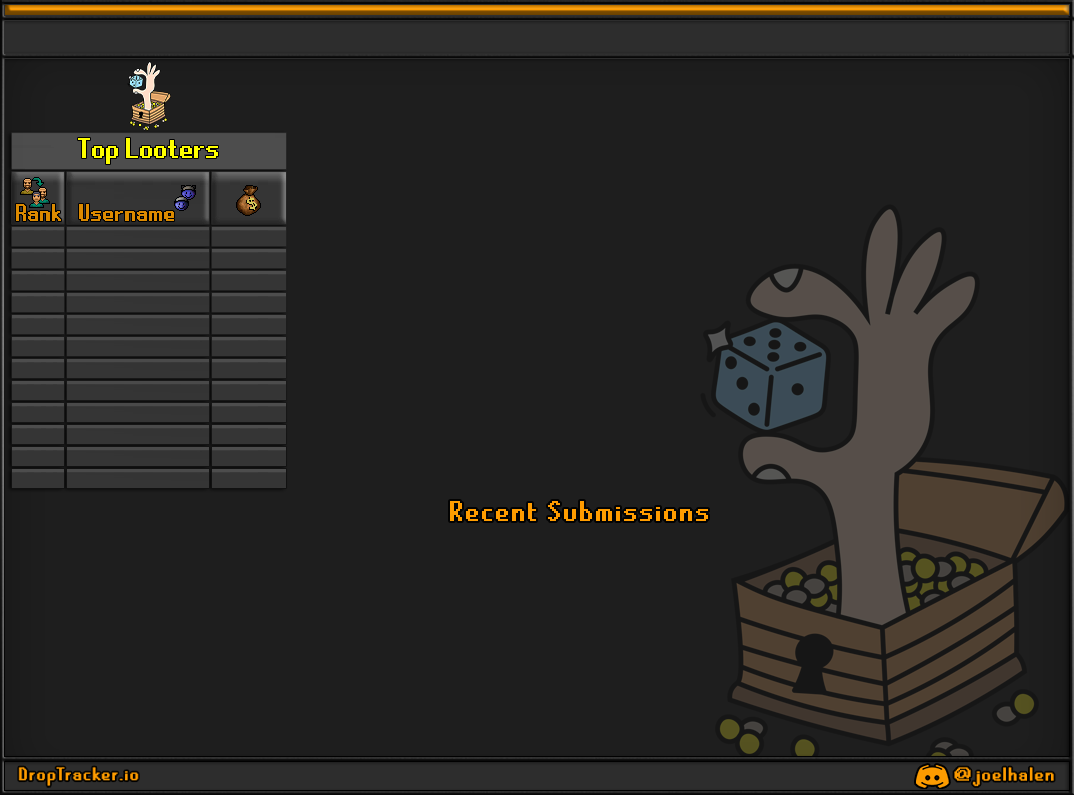 Top Looters
Rank Username
Recent Submissions
DropTracker.io
@joelhalen